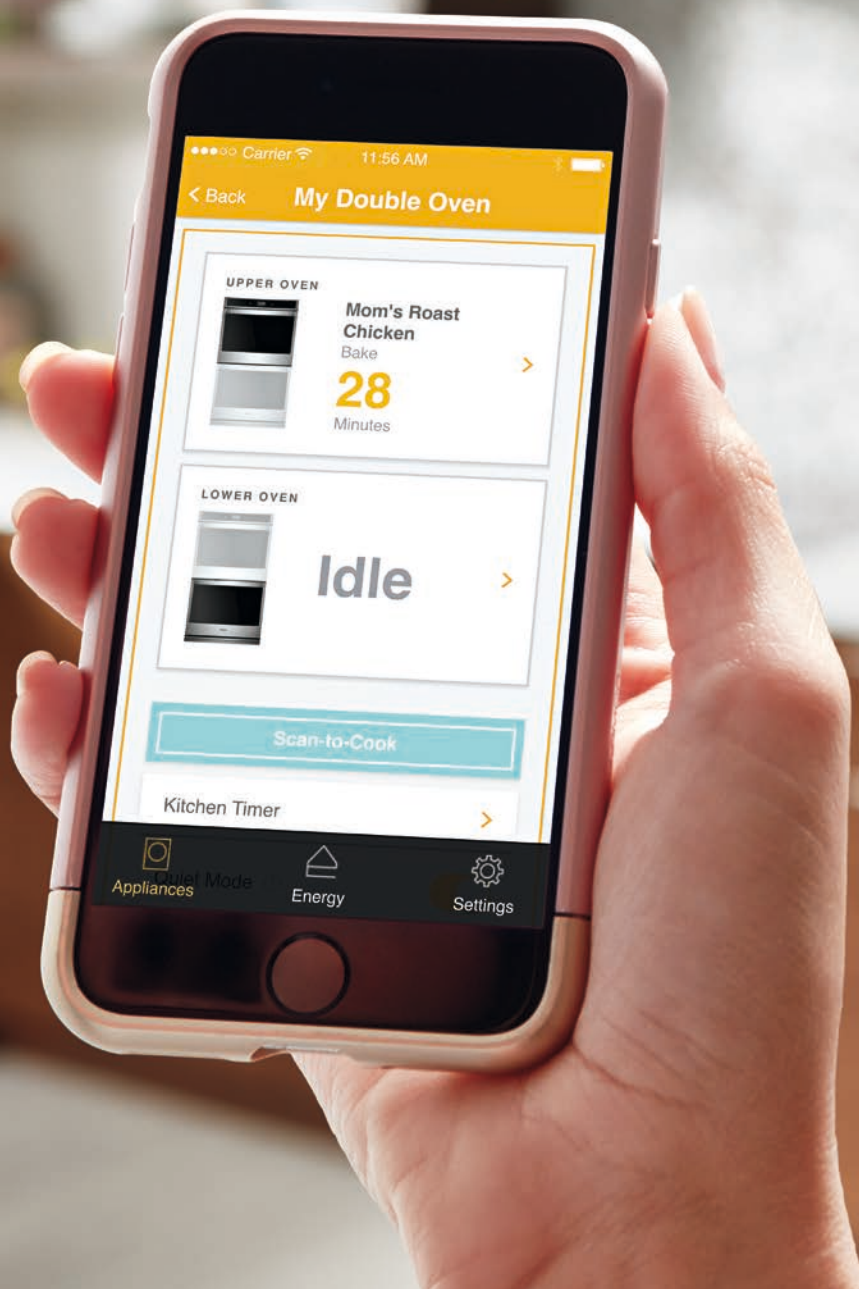 Carrier 11:56 AM
Back My Double Oven
UPPER OVEN
Mom's Roast
Chicken
Bake
28
Minutes
LOWER OVEN
Idle
Scan-to-Cook
Kitchen Timer
Quiet Mode
Appliances Energy Settings